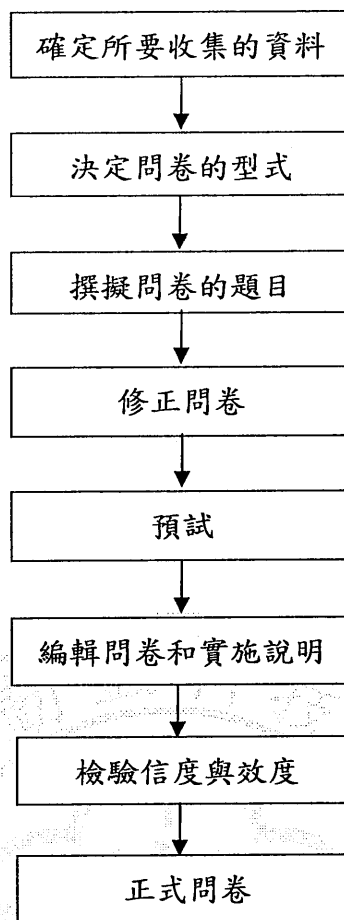 確定所要收集的資料
決定問卷的型式
撰擬問卷的題目
修正問卷
預試
編輯問卷和實施說明
檢驗信度與效度
正式問卷